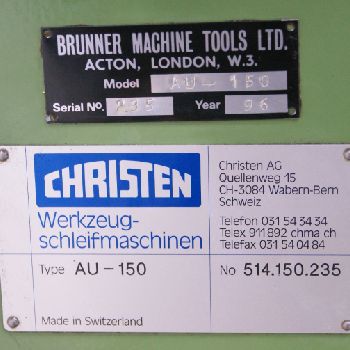 BRUNNER MACHINE TOOLS LTD.
ACTON, LONDON, W.3.
Model AU-150
Serial No. 235 Year 96
CHRISTEN
Werkzeug-
schleifmaschinen
Christen AG
Quellenweg 15
CH-3084 Wabern-Bern
Schweiz
Telefon 031 54 34 34
Telex 911 892 chma ch
Telefax 031 54 04 84
Type AU-150 No 514.150.235
Made in Switzerland